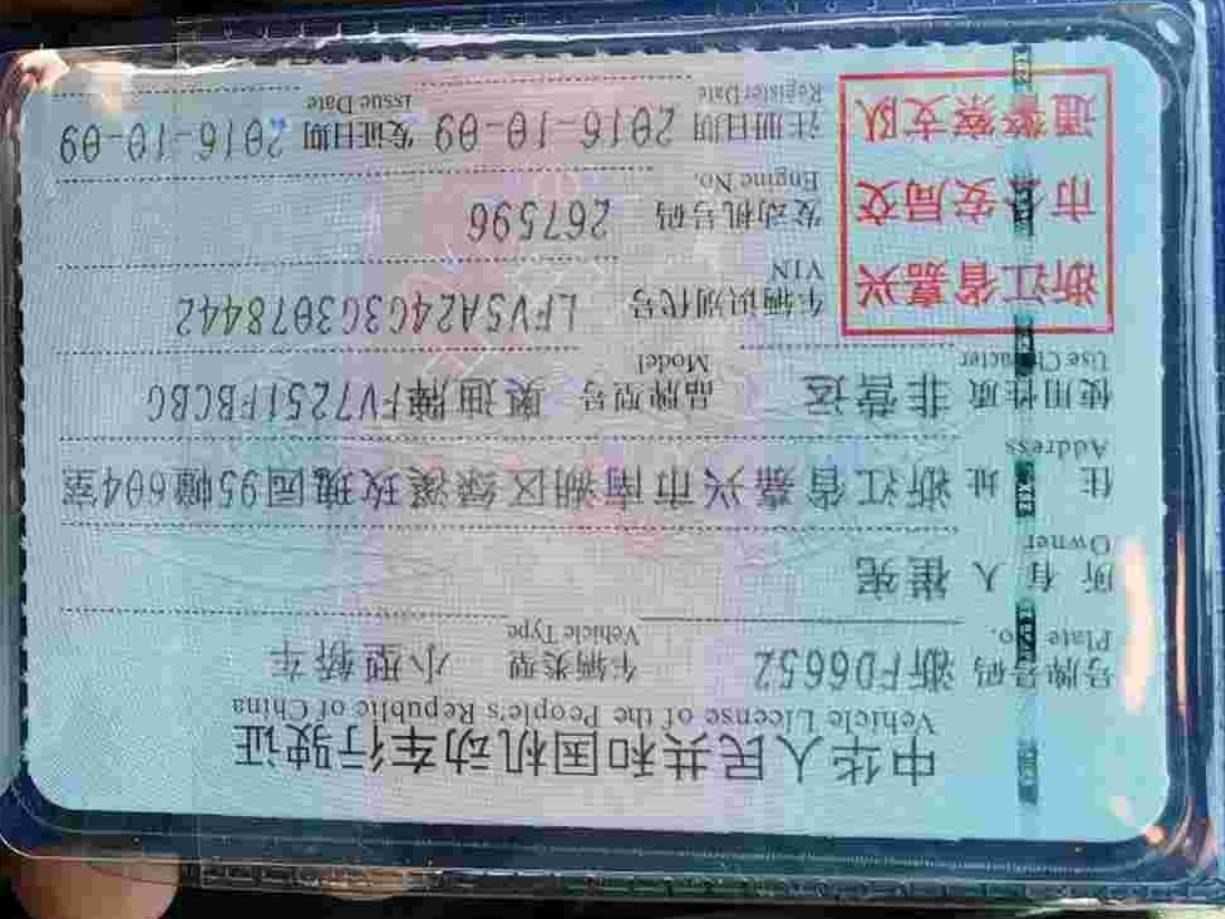 中华人民共和国机动车行驶证
Vehicle License of the People's Republic of China
号牌号码 浙FD6652 车辆类型 小型轿车
Plate No. Vehicle Type
所有人 崔苑
Owner
住址 浙江省嘉兴市南湖区绿溪玫瑰园95幢604室
Address
使用性质 非营运 品牌型号 奥迪牌FV7251FBCBG
Use Character Model
浙江省嘉兴
市公安局交
通警察支队
车辆识别代号 LFV5A24G3G3078442
VIN
发动机号码 267596
Engine No.
注册日期 2016-10-09 发证日期 2016-10-09
Register Date Issue Date